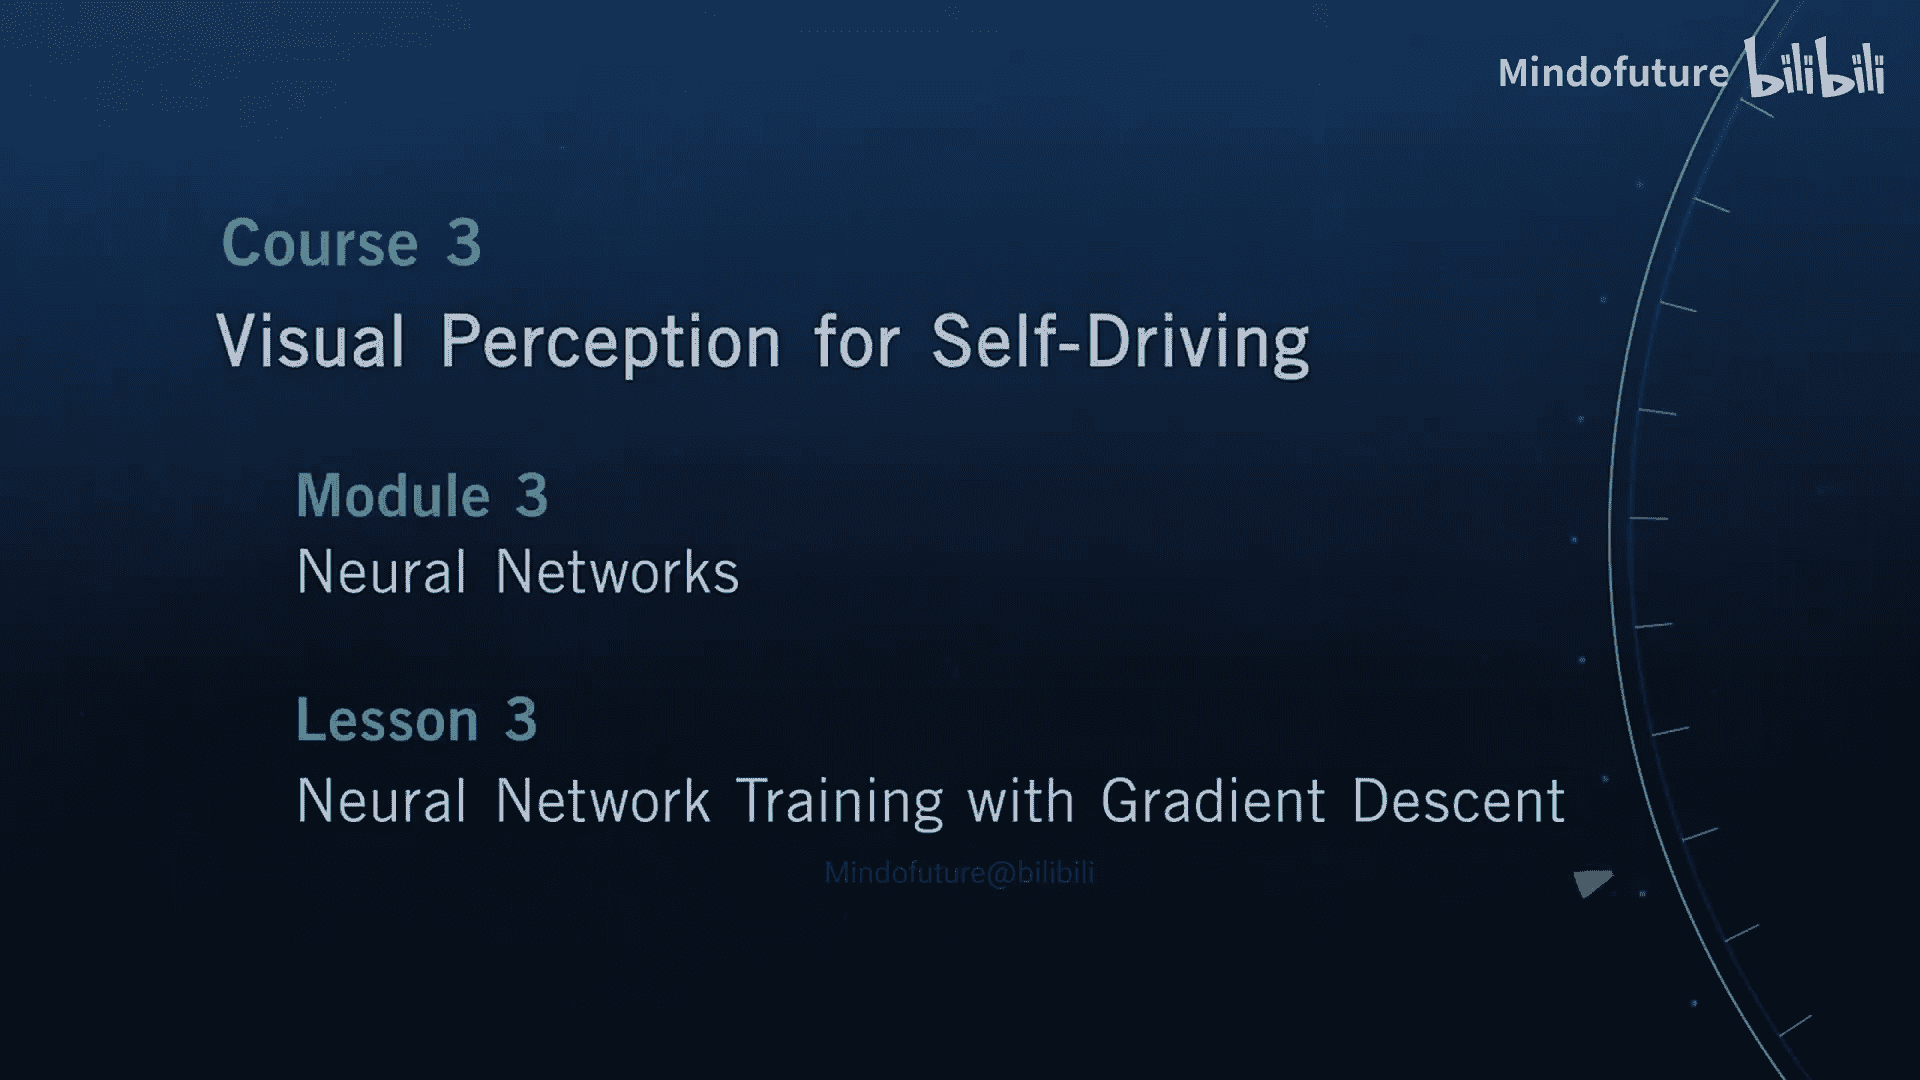 Mindofuture bilibili
Course 3
Visual Perception for Self-Driving
Module 3
Neural Networks
Lesson 3
Neural Network Training with Gradient Descent
Mindofuture@bilibili